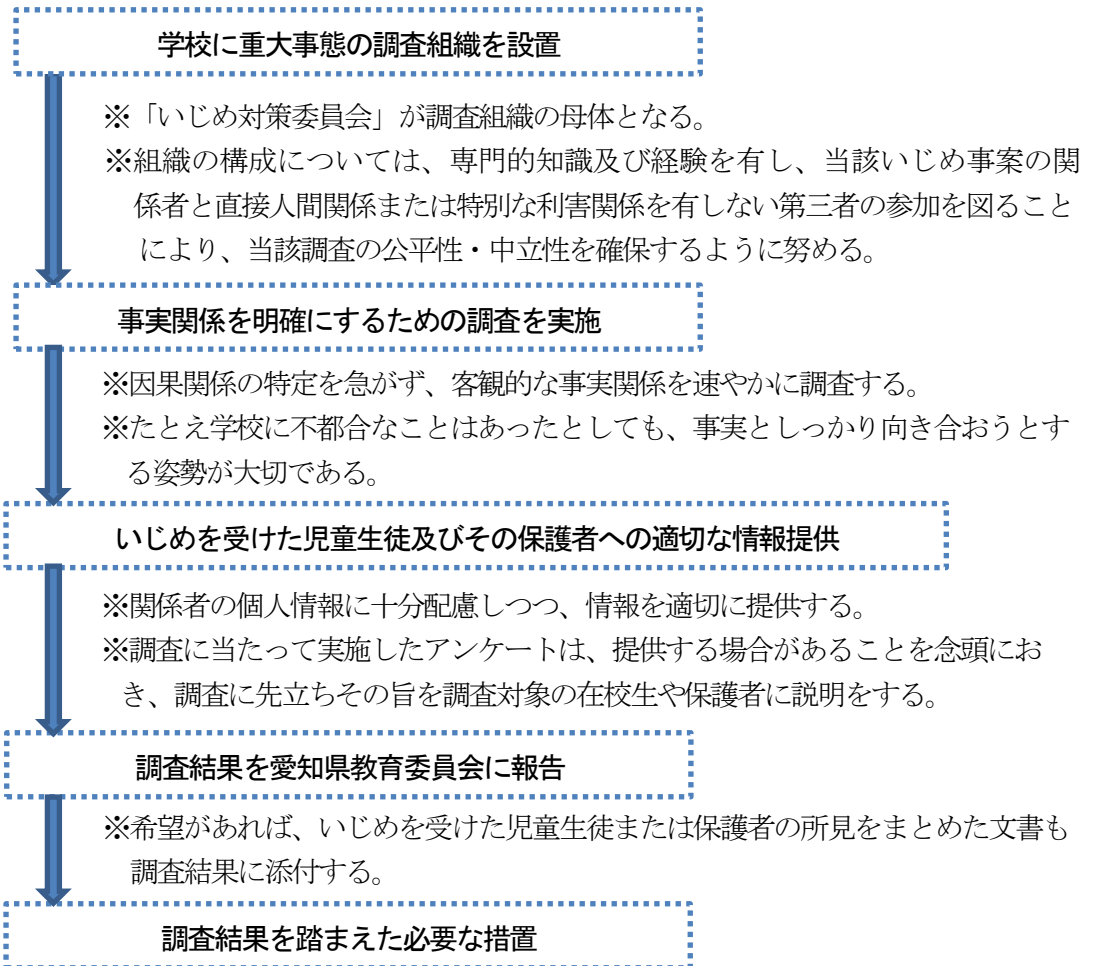 学校に重大事態の調査組織を設置
※「いじめ対策委員会」が調査組織の母体となる。
※組織の構成については、専門的知識及び経験を有し、当該いじめ事案の関
係者と直接人間関係または特別な利害関係を有しない第三者の参加を図ること
により、当該調査の公平性・中立性を確保するように努める。
事実関係を明確にするための調査を実施
※因果関係の特定を急がず、客観的な事実関係を速やかに調査する。
※たとえ学校に不都合なことはあったとしても、事実としっかり向き合おうとす
る姿勢が大切である。
いじめを受けた児童生徒及びその保護者への適切な情報提供
※関係者の個人情報に十分配慮しつつ、情報を適切に提供する。
※調査に当たって実施したアンケートは、提供する場合があることを念頭にお
き、調査に先立ちその旨を調査対象の在校生や保護者に説明をする。
調査結果を愛知県教育委員会に報告
※希望があれば、いじめを受けた児童生徒または保護者の所見をまとめた文書も
調査結果に添付する。
調査結果を踏まえた必要な措置